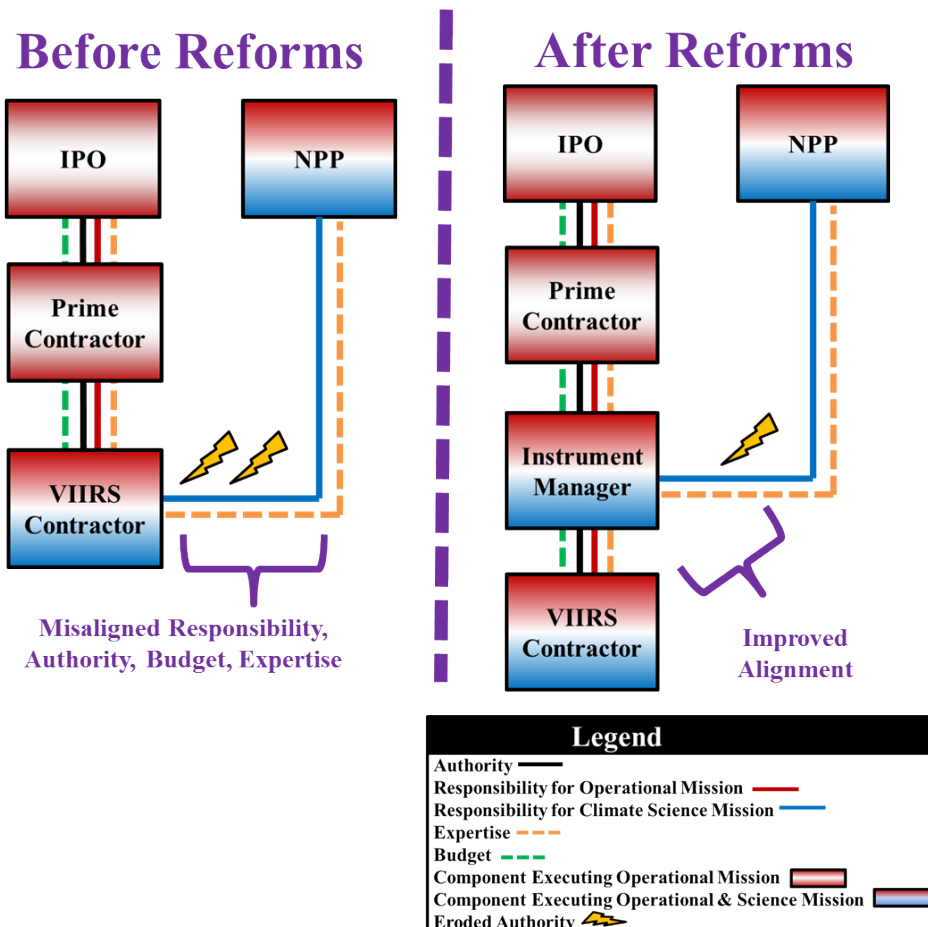 Before Reforms
IPO
NPP
Prime
Contractor
VIIRS
Contractor
Misaligned Responsibility,
Authority, Budget, Expertise
After Reforms
IPO
NPP
Prime
Contractor
Instrument
Manager
VIIRS
Contractor
Improved
Alignment
Legend
Authority
Responsibility for Operational Mission
Responsibility for Climate Science Mission
Expertise
Budget
Component Executing Operational Mission
Component Executing Operational & Science Mission
Eroded Authority